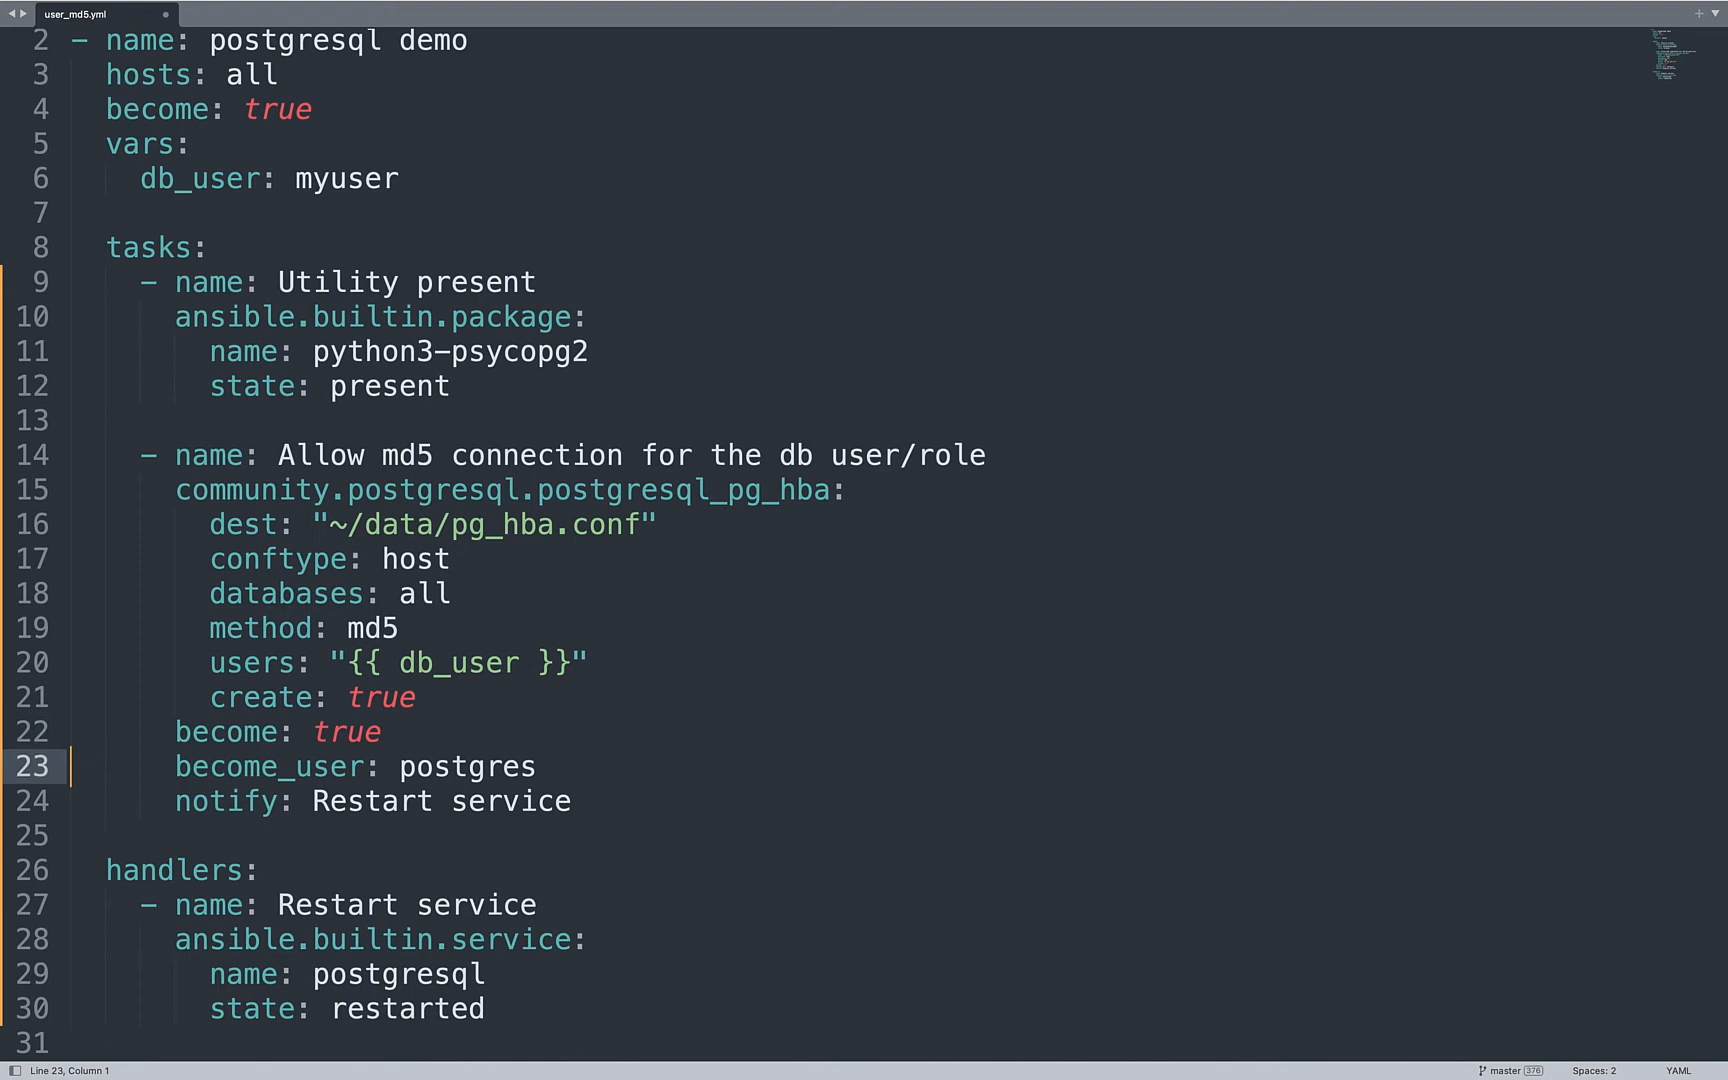 user_md5.yml
2 - name: postgresql demo
3 hosts: all
4 become: true
5 vars:
6 db_user: myuser
7
8 tasks:
9 - name: Utility present
10 ansible.builtin.package:
11 name: python3-psycopg2
12 state: present
13
14 - name: Allow md5 connection for the db user/role
15 community.postgresql.postgresql_pg_hba:
16 dest: "~/data/pg_hba.conf"
17 conftype: host
18 databases: all
19 method: md5
20 users: "{{ db_user }}"
21 create: true
22 become: true
23 become_user: postgres
24 notify: Restart service
25
26 handlers:
27 - name: Restart service
28 ansible.builtin.service:
29 name: postgresql
30 state: restarted
31
Line 23, Column 1 master 376 Spaces: 2 YAML